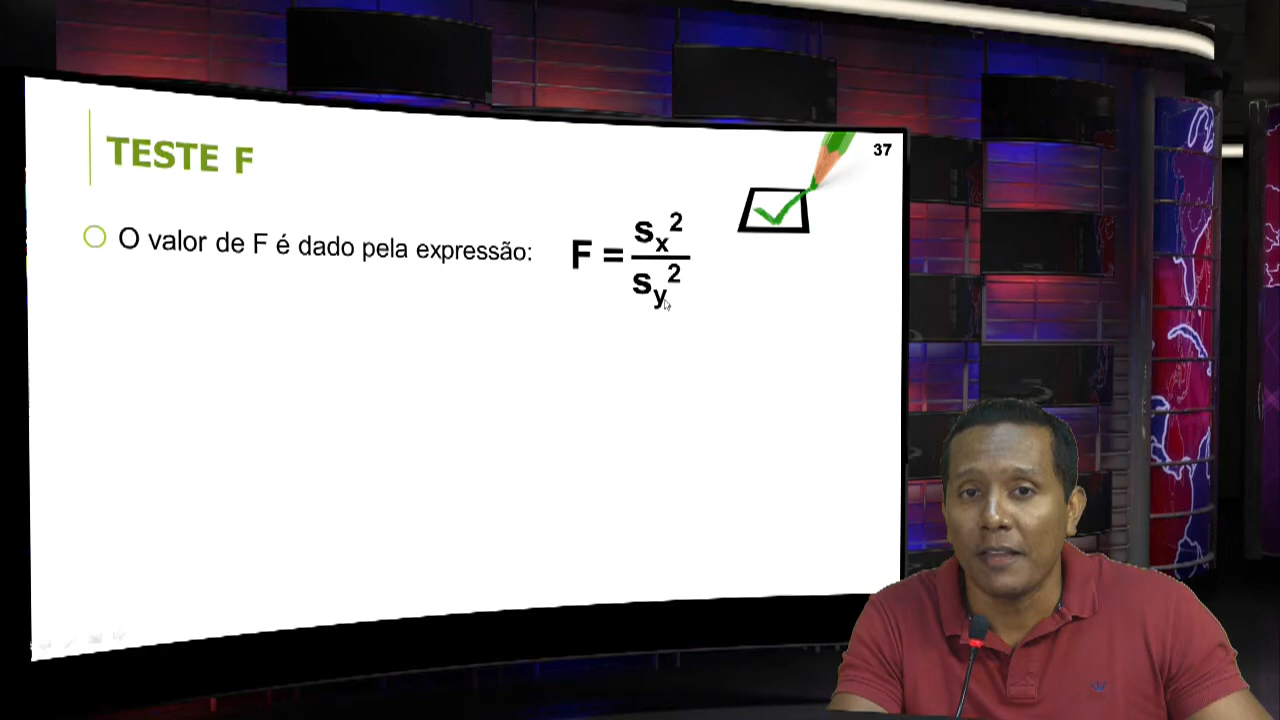 TESTE F
37
O valor de F é dado pela expressão:
F = sx² / sy²